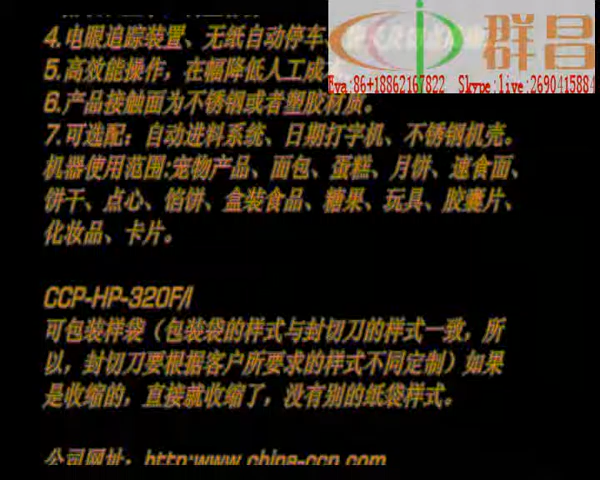 群昌
4.电眼追踪装置、无纸自动停车、
Eva:86+18862167822 Skype:live:2690415884
5.高效能操作，在幅降低人工成
6.产品接触面为不锈钢或者塑胶材质。
7.可选配：自动进料系统、日期打字机、不锈钢机壳。
机器使用范围:宠物产品、面包、蛋糕、月饼、速食面、
饼干、点心、馅饼、盒装食品、糖果、玩具、胶囊片、
化妆品、卡片。
CCP-HP-320F/I
可包装样袋（包装袋的样式与封切刀的样式一致，所
以，封切刀要根据客户所要求的样式不同定制）如果
是收缩的，直接就收缩了，没有别的纸袋样式。
公司网址：http:www.china-ccp.com